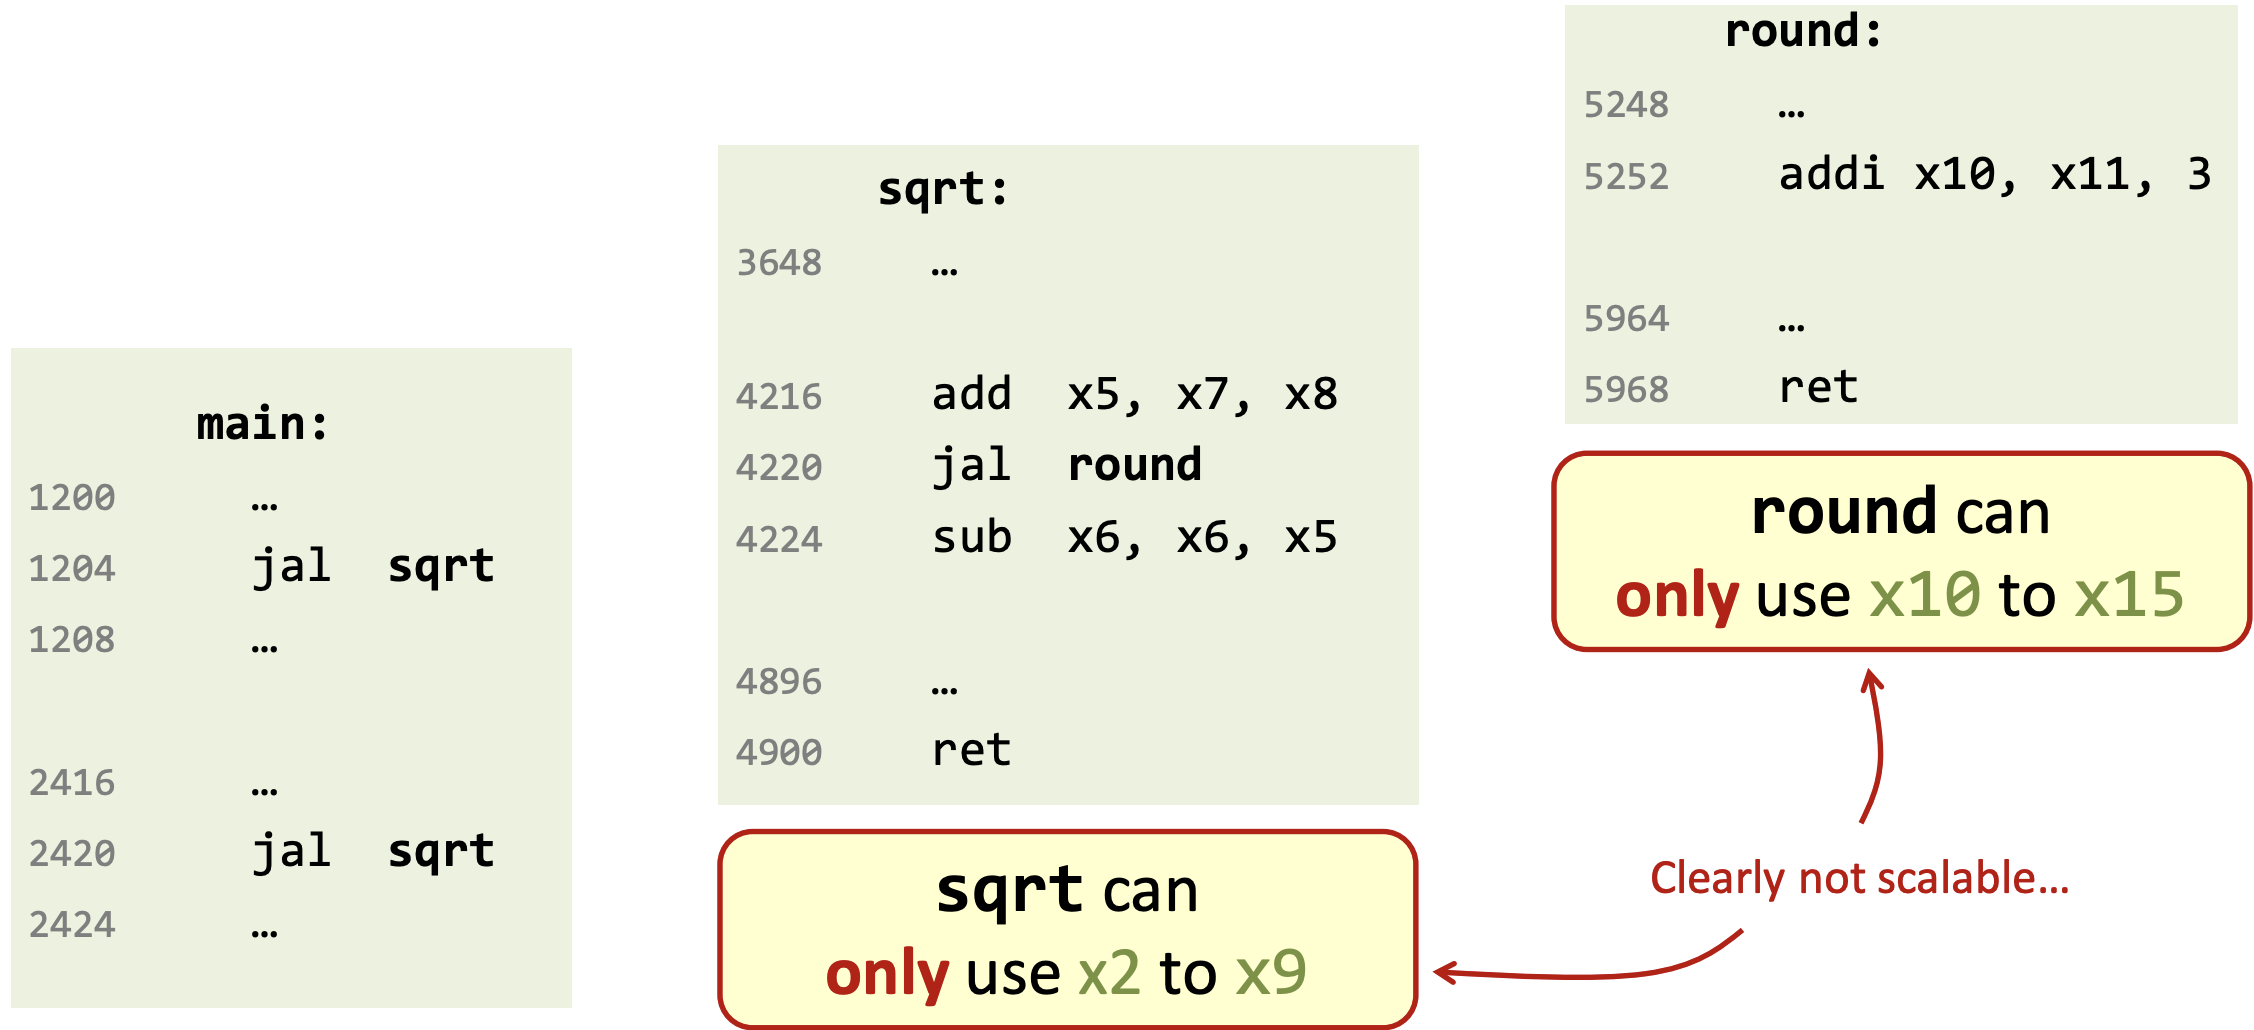 main:
1200 …
1204 jal sqrt
1208 …
2416 …
2420 jal sqrt
2424 …
sqrt:
3648 …
4216 add x5, x7, x8
4220 jal round
4224 sub x6, x6, x5
4896 …
4900 ret
sqrt can
only use x2 to x9
round:
5248 …
5252 addi x10, x11, 3
5964 …
5968 ret
round can
only use x10 to x15
Clearly not scalable…